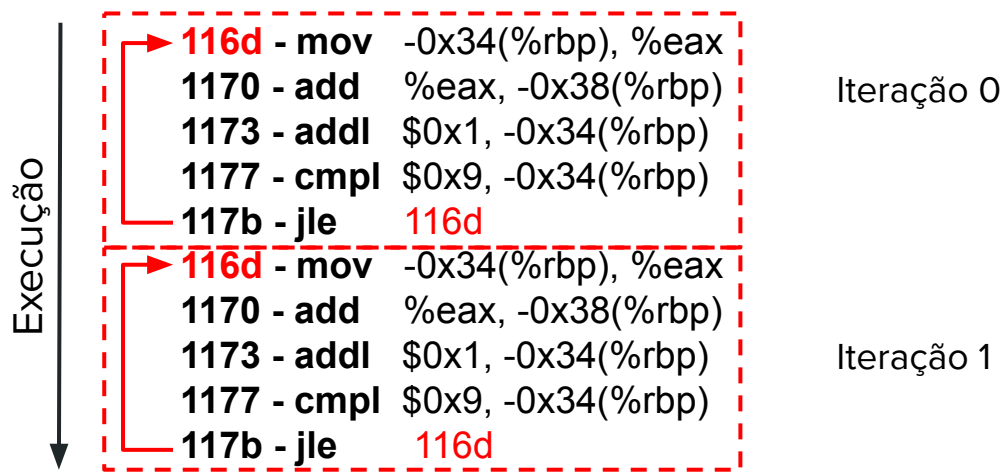 Execução
116d - mov -0x34(%rbp), %eax
1170 - add %eax, -0x38(%rbp)
1173 - addl $0x1, -0x34(%rbp)
1177 - cmpl $0x9, -0x34(%rbp)
117b - jle 116d
Iteração 0
116d - mov -0x34(%rbp), %eax
1170 - add %eax, -0x38(%rbp)
1173 - addl $0x1, -0x34(%rbp)
1177 - cmpl $0x9, -0x34(%rbp)
117b - jle 116d
Iteração 1